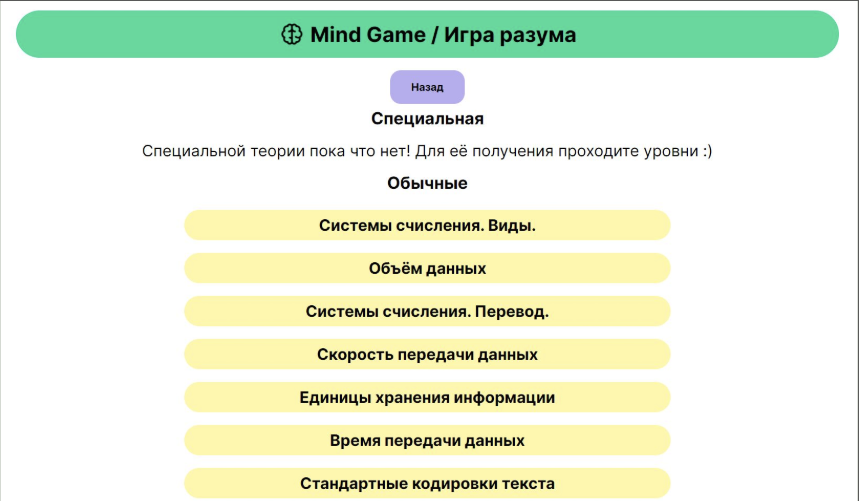 Mind Game / Игра разума
Назад
Специальная
Специальной теории пока что нет! Для её получения проходите уровни :)
Обычные
Системы счисления. Виды.
Объём данных
Системы счисления. Перевод.
Скорость передачи данных
Единицы хранения информации
Время передачи данных
Стандартные кодировки текста